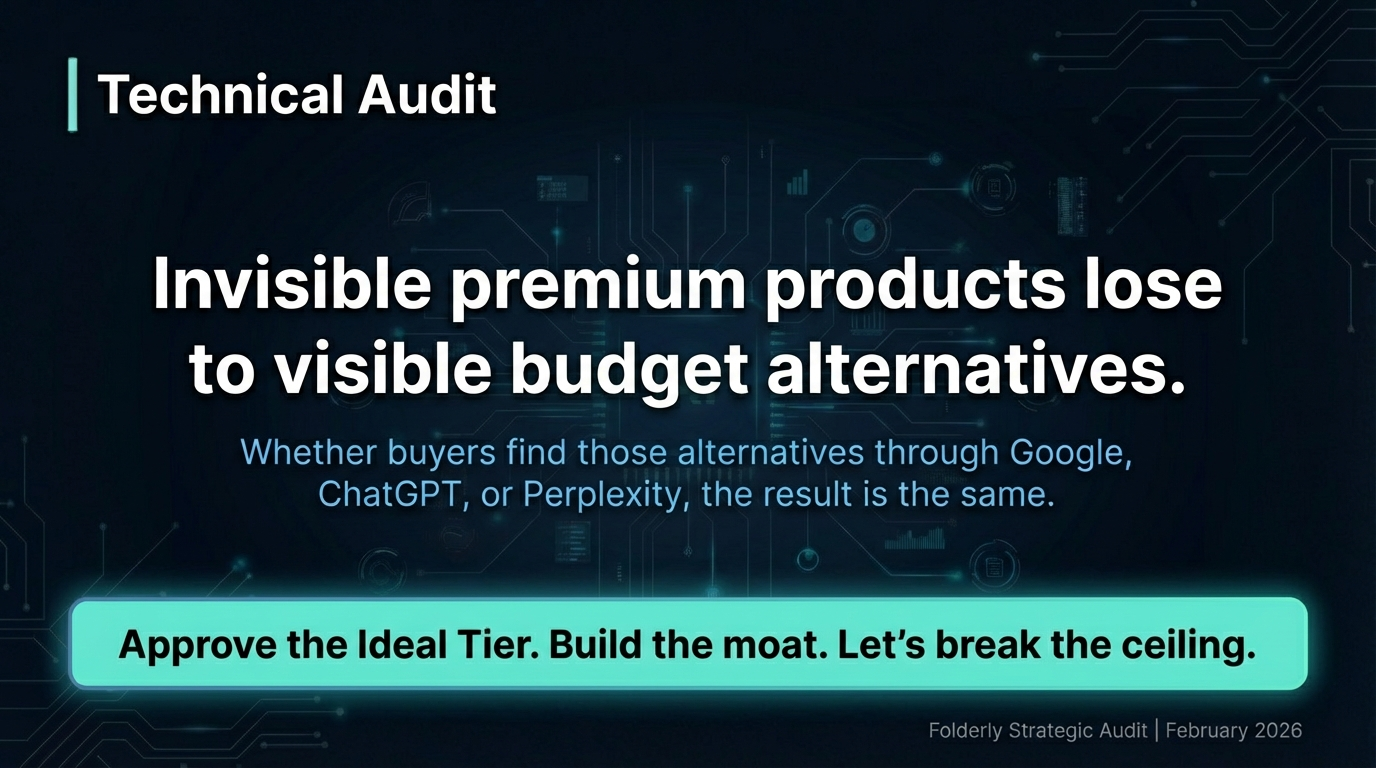 Technical Audit
Invisible premium products lose
to visible budget alternatives.
Whether buyers find those alternatives through Google,
ChatGPT, or Perplexity, the result is the same.
Approve the Ideal Tier. Build the moat. Let’s break the ceiling.
Folderly Strategic Audit | February 2026